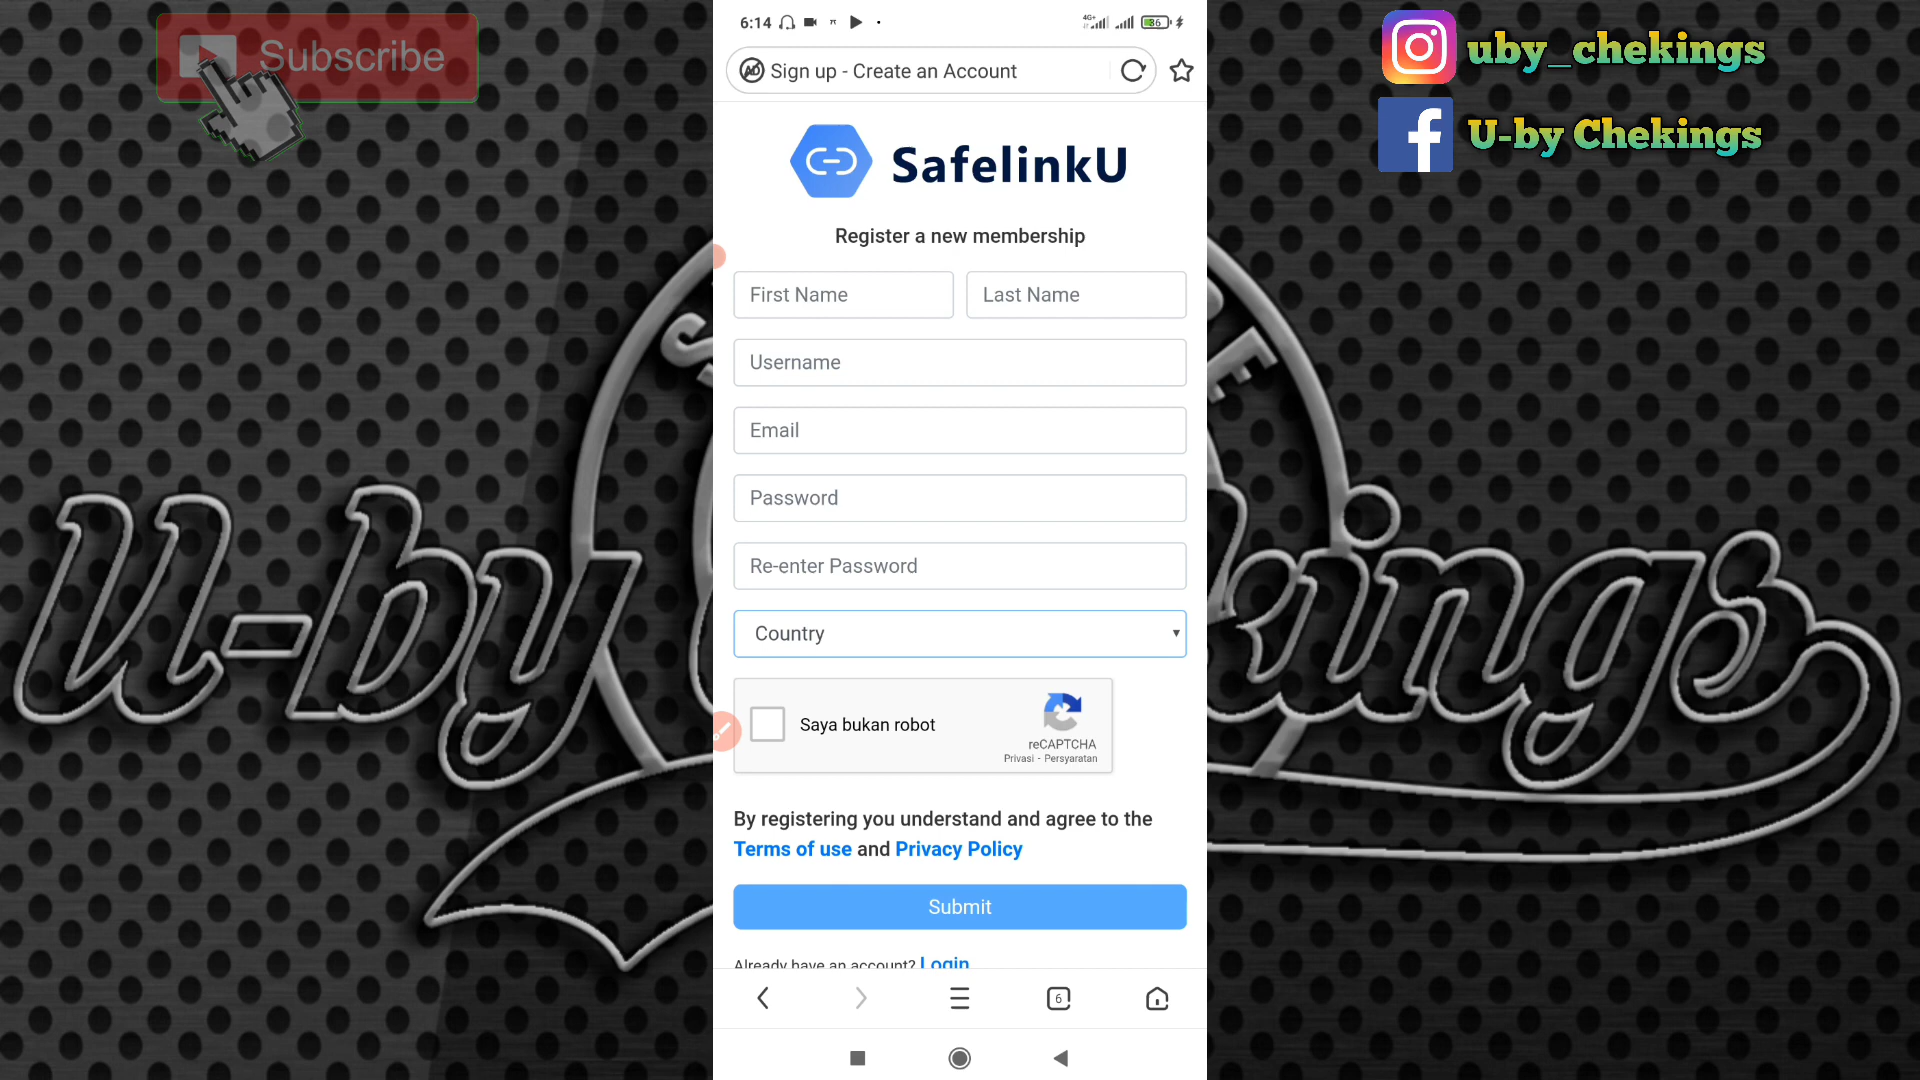 Subscribe
6:14
4G+
36
Sign up - Create an Account
uby_chekings
U-by Chekings
SafelinkU
Register a new membership
First Name
Last Name
Username
Email
Password
Re-enter Password
Country
Saya bukan robot
reCAPTCHA
Privasi - Persyaratan
By registering you understand and agree to the
Terms of use and Privacy Policy
Submit
Already have an account? Login
6
U-by
kings